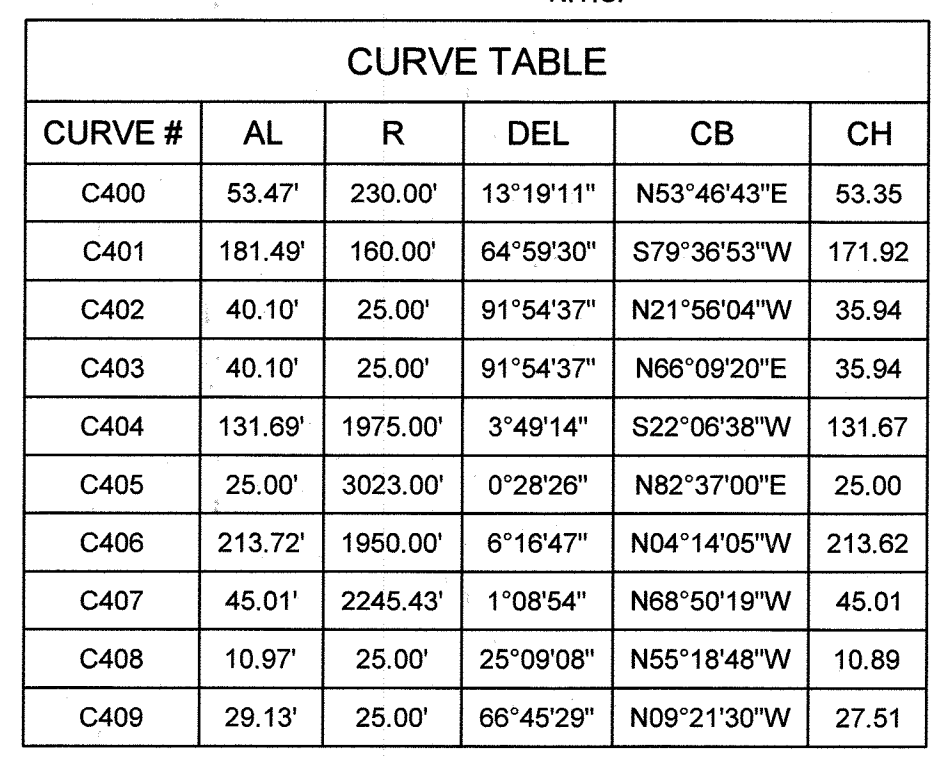 CURVE TABLE
CURVE # AL R DEL CB CH
C400 53.47' 230.00' 13°19'11" N53°46'43"E 53.35
C401 181.49' 160.00' 64°59'30" S79°36'53"W 171.92
C402 40.10' 25.00' 91°54'37" N21°56'04"W 35.94
C403 40.10' 25.00' 91°54'37" N66°09'20"E 35.94
C404 131.69' 1975.00' 3°49'14" S22°06'38"W 131.67
C405 25.00' 3023.00' 0°28'26" N82°37'00"E 25.00
C406 213.72' 1950.00' 6°16'47" N04°14'05"W 213.62
C407 45.01' 2245.43' 1°08'54" N68°50'19"W 45.01
C408 10.97' 25.00' 25°09'08" N55°18'48"W 10.89
C409 29.13' 25.00' 66°45'29" N09°21'30"W 27.51